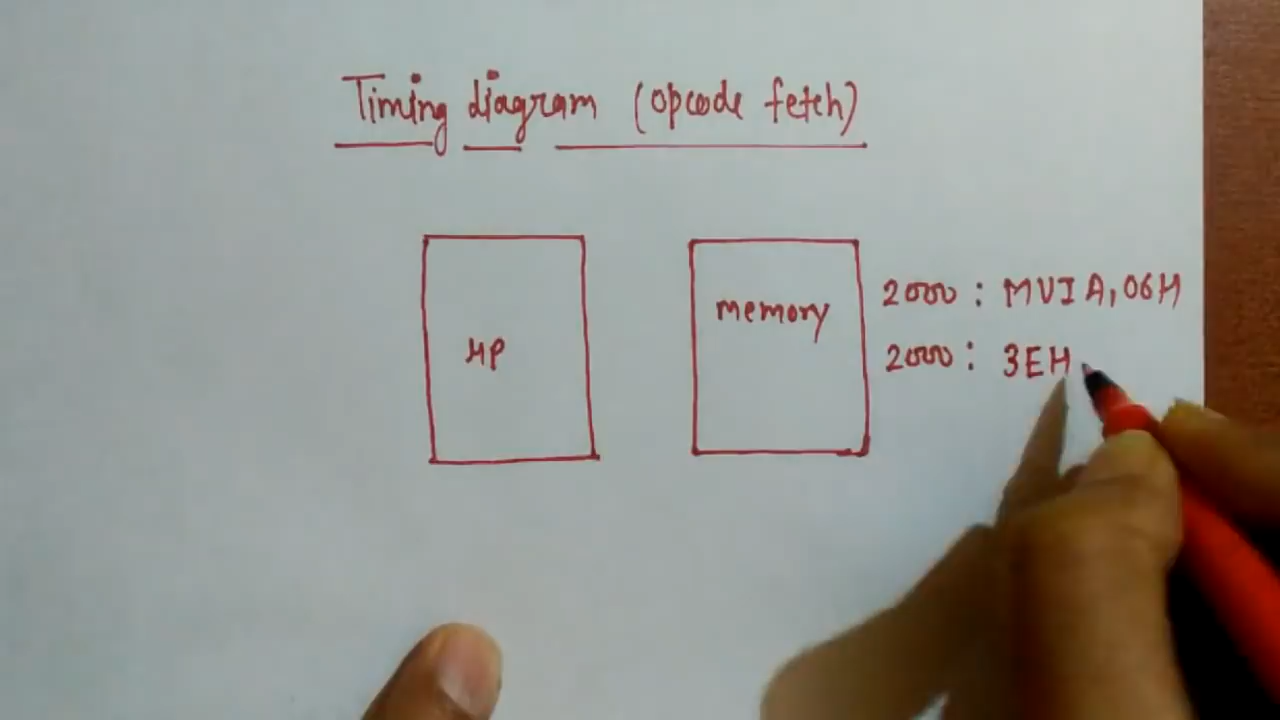 Timing diagram (opcode fetch)
μP
memory
2000 : MVI A, 06H
2000 : 3EH